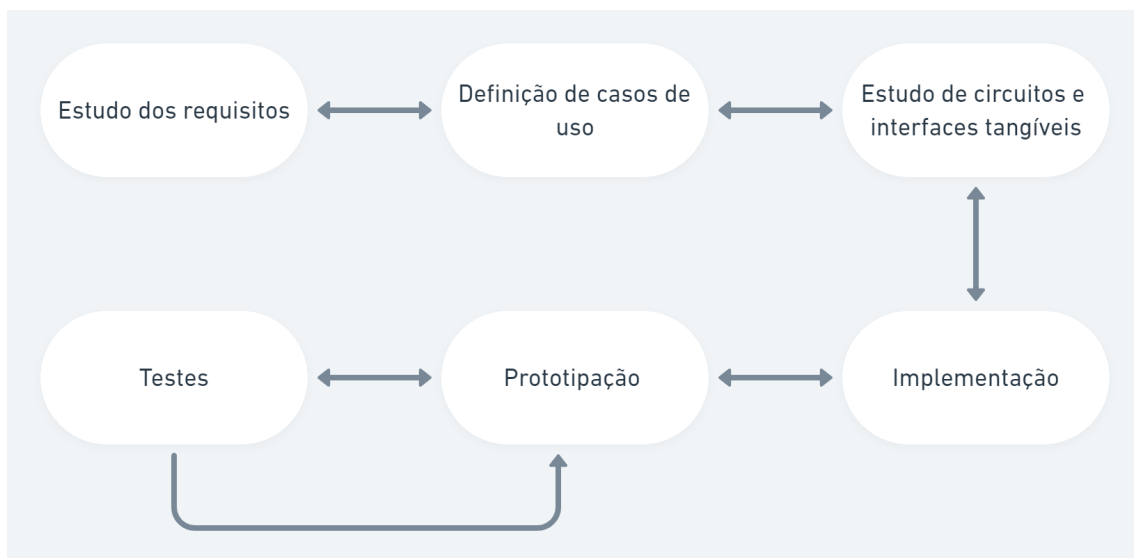 Estudo dos requisitos
Definição de casos de
uso
Estudo de circuitos e
interfaces tangíveis
Testes
Prototipação
Implementação